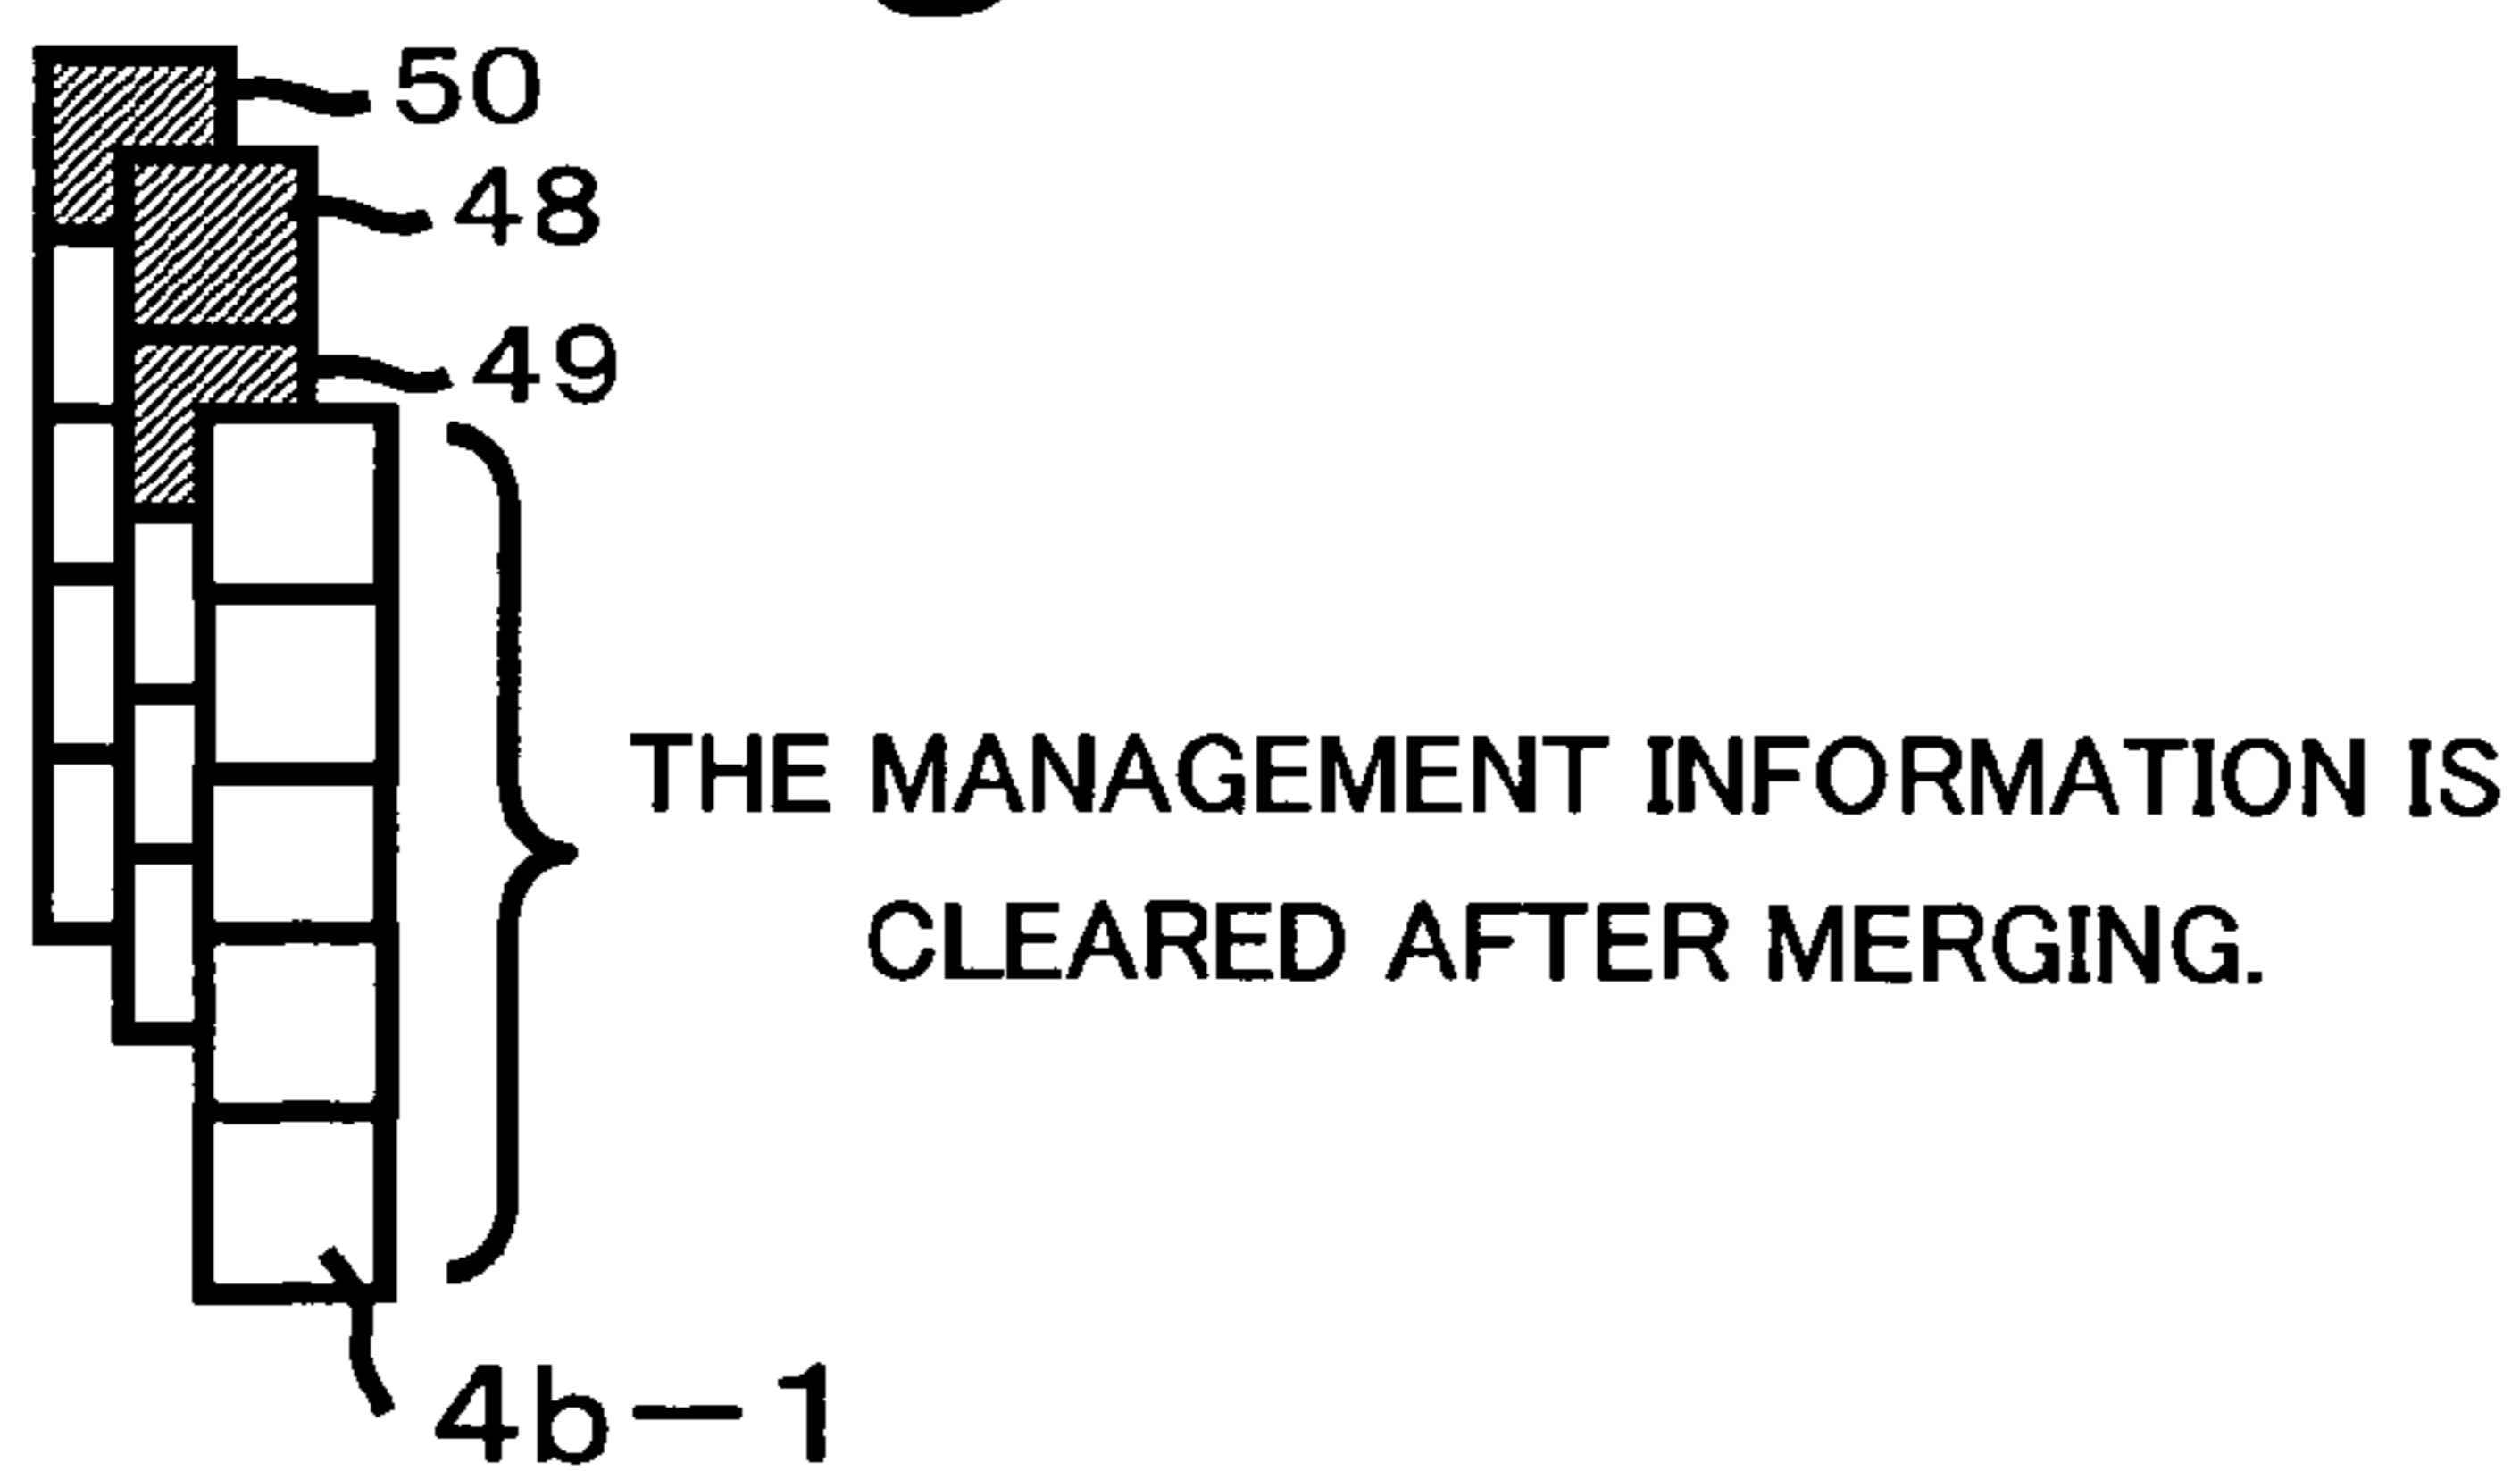 50
48
49
THE MANAGEMENT INFORMATION IS
CLEARED AFTER MERGING.
4b-1